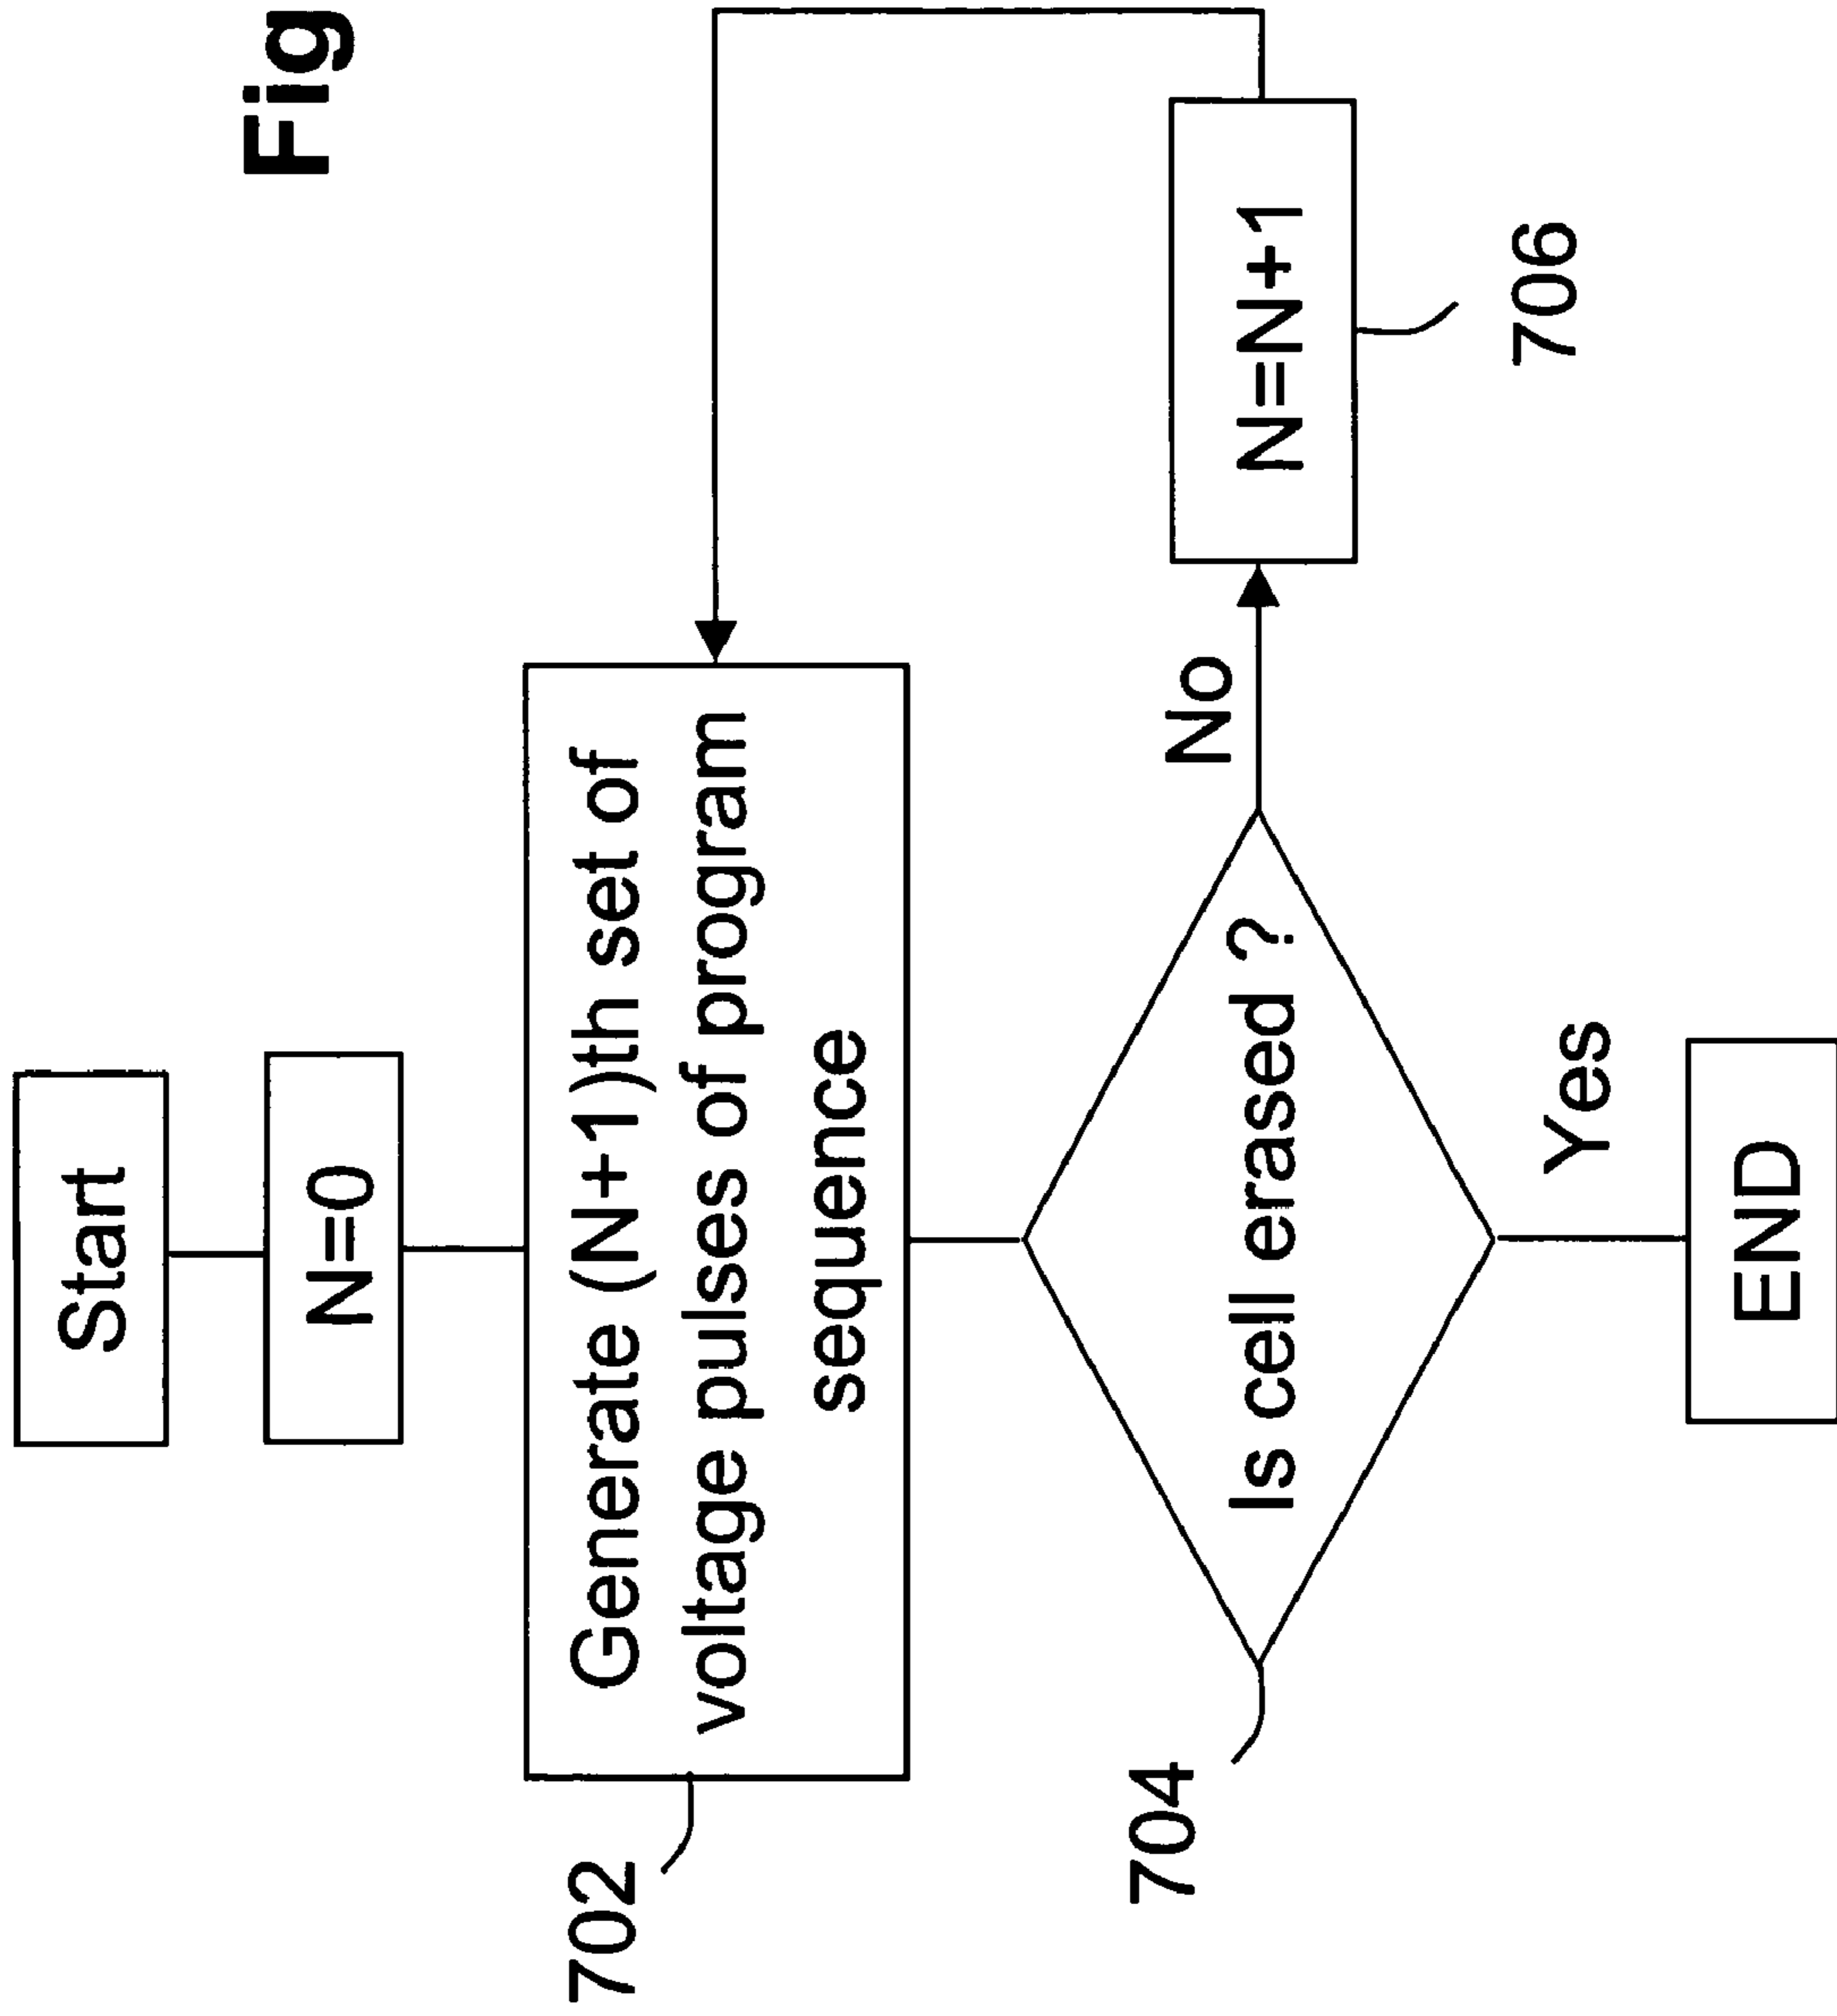 Fig
Start
N=0
Generate (N+1)th set of
voltage pulses of program
sequence
702
Is cell erased ?
704
No
N=N+1
706
Yes
END